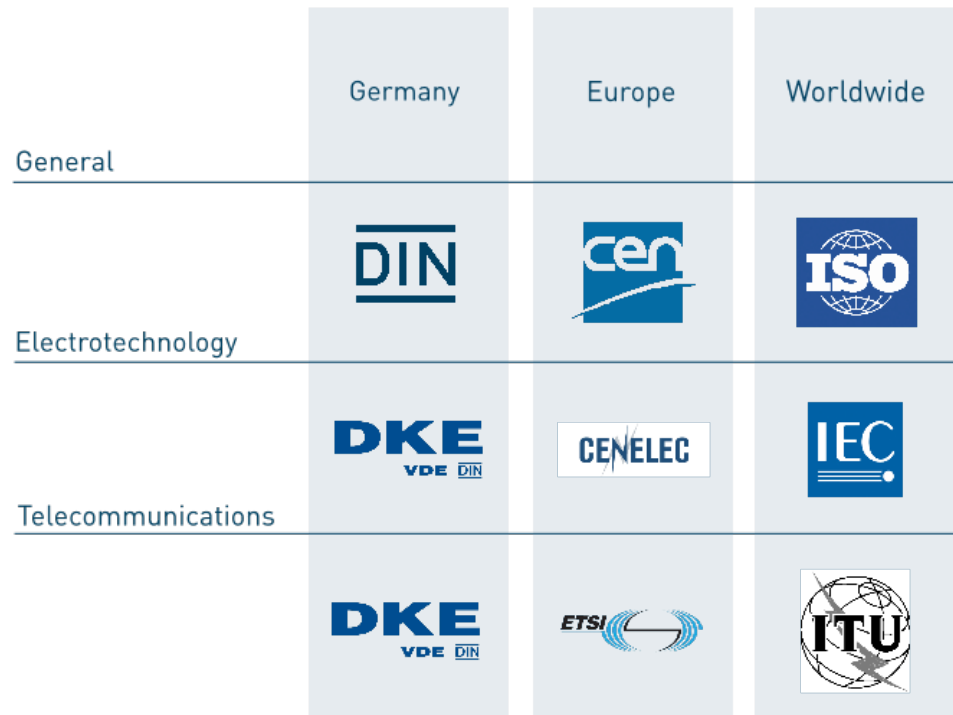 Germany Europe Worldwide
General
DIN cen ISO
Electrotechnology
DKE CENELEC IEC
VDE DIN
Telecommunications
DKE ETSI ITU
VDE DIN